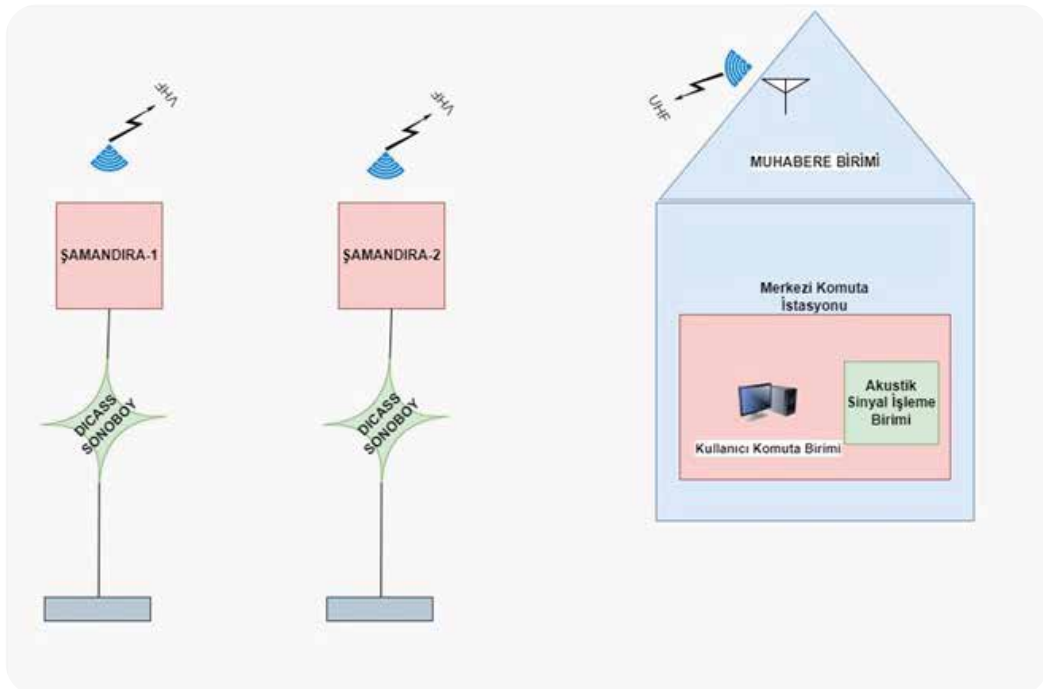 VHF
VHF
UHF
MUHABERE BİRİMİ
ŞAMANDIRA-1
ŞAMANDIRA-2
Merkezi Komuta
İstasyonu
DICASS
SONOBOY
DICASS
SONOBOY
Akustik
Sinyal İşleme
Birimi
Kullanıcı Komuta Birimi